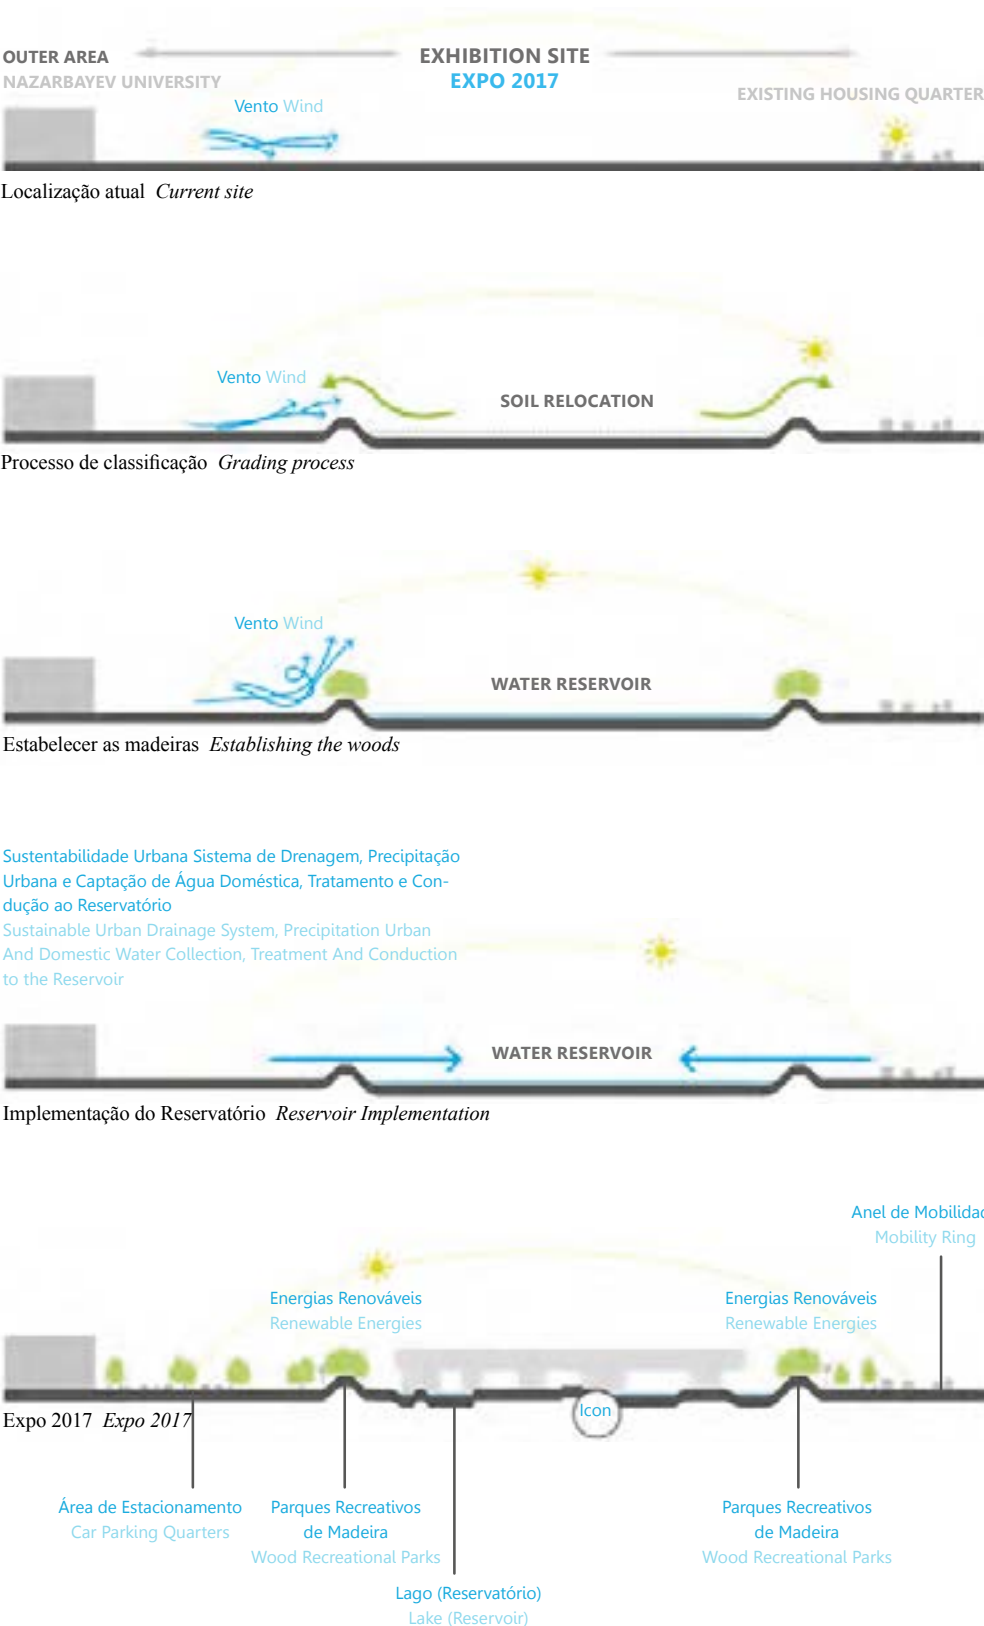 OUTER AREA
EXHIBITION SITE
NAZARBAYEV UNIVERSITY
EXPO 2017
EXISTING HOUSING QUARTER
Vento Wind
Localização atual Current site
Vento Wind
SOIL RELOCATION
Processo de classificação Grading process
Vento Wind
WATER RESERVOIR
Estabelecer as madeiras Establishing the woods
Sustentabilidade Urbana Sistema de Drenagem, Precipitação
Urbana e Captação de Água Doméstica, Tratamento e Con-
dução ao Reservatório
Sustainable Urban Drainage System, Precipitation Urban
And Domestic Water Collection, Treatment And Conduction
to the Reservoir
WATER RESERVOIR
Implementação do Reservatório Reservoir Implementation
Anel de Mobilidad
Mobility Ring
Energias Renováveis
Renewable Energies
Energias Renováveis
Renewable Energies
Icon
Expo 2017 Expo 2017
Área de Estacionamento
Car Parking Quarters
Parques Recreativos
de Madeira
Wood Recreational Parks
Parques Recreativos
de Madeira
Wood Recreational Parks
Lago (Reservatório)
Lake (Reservoir)